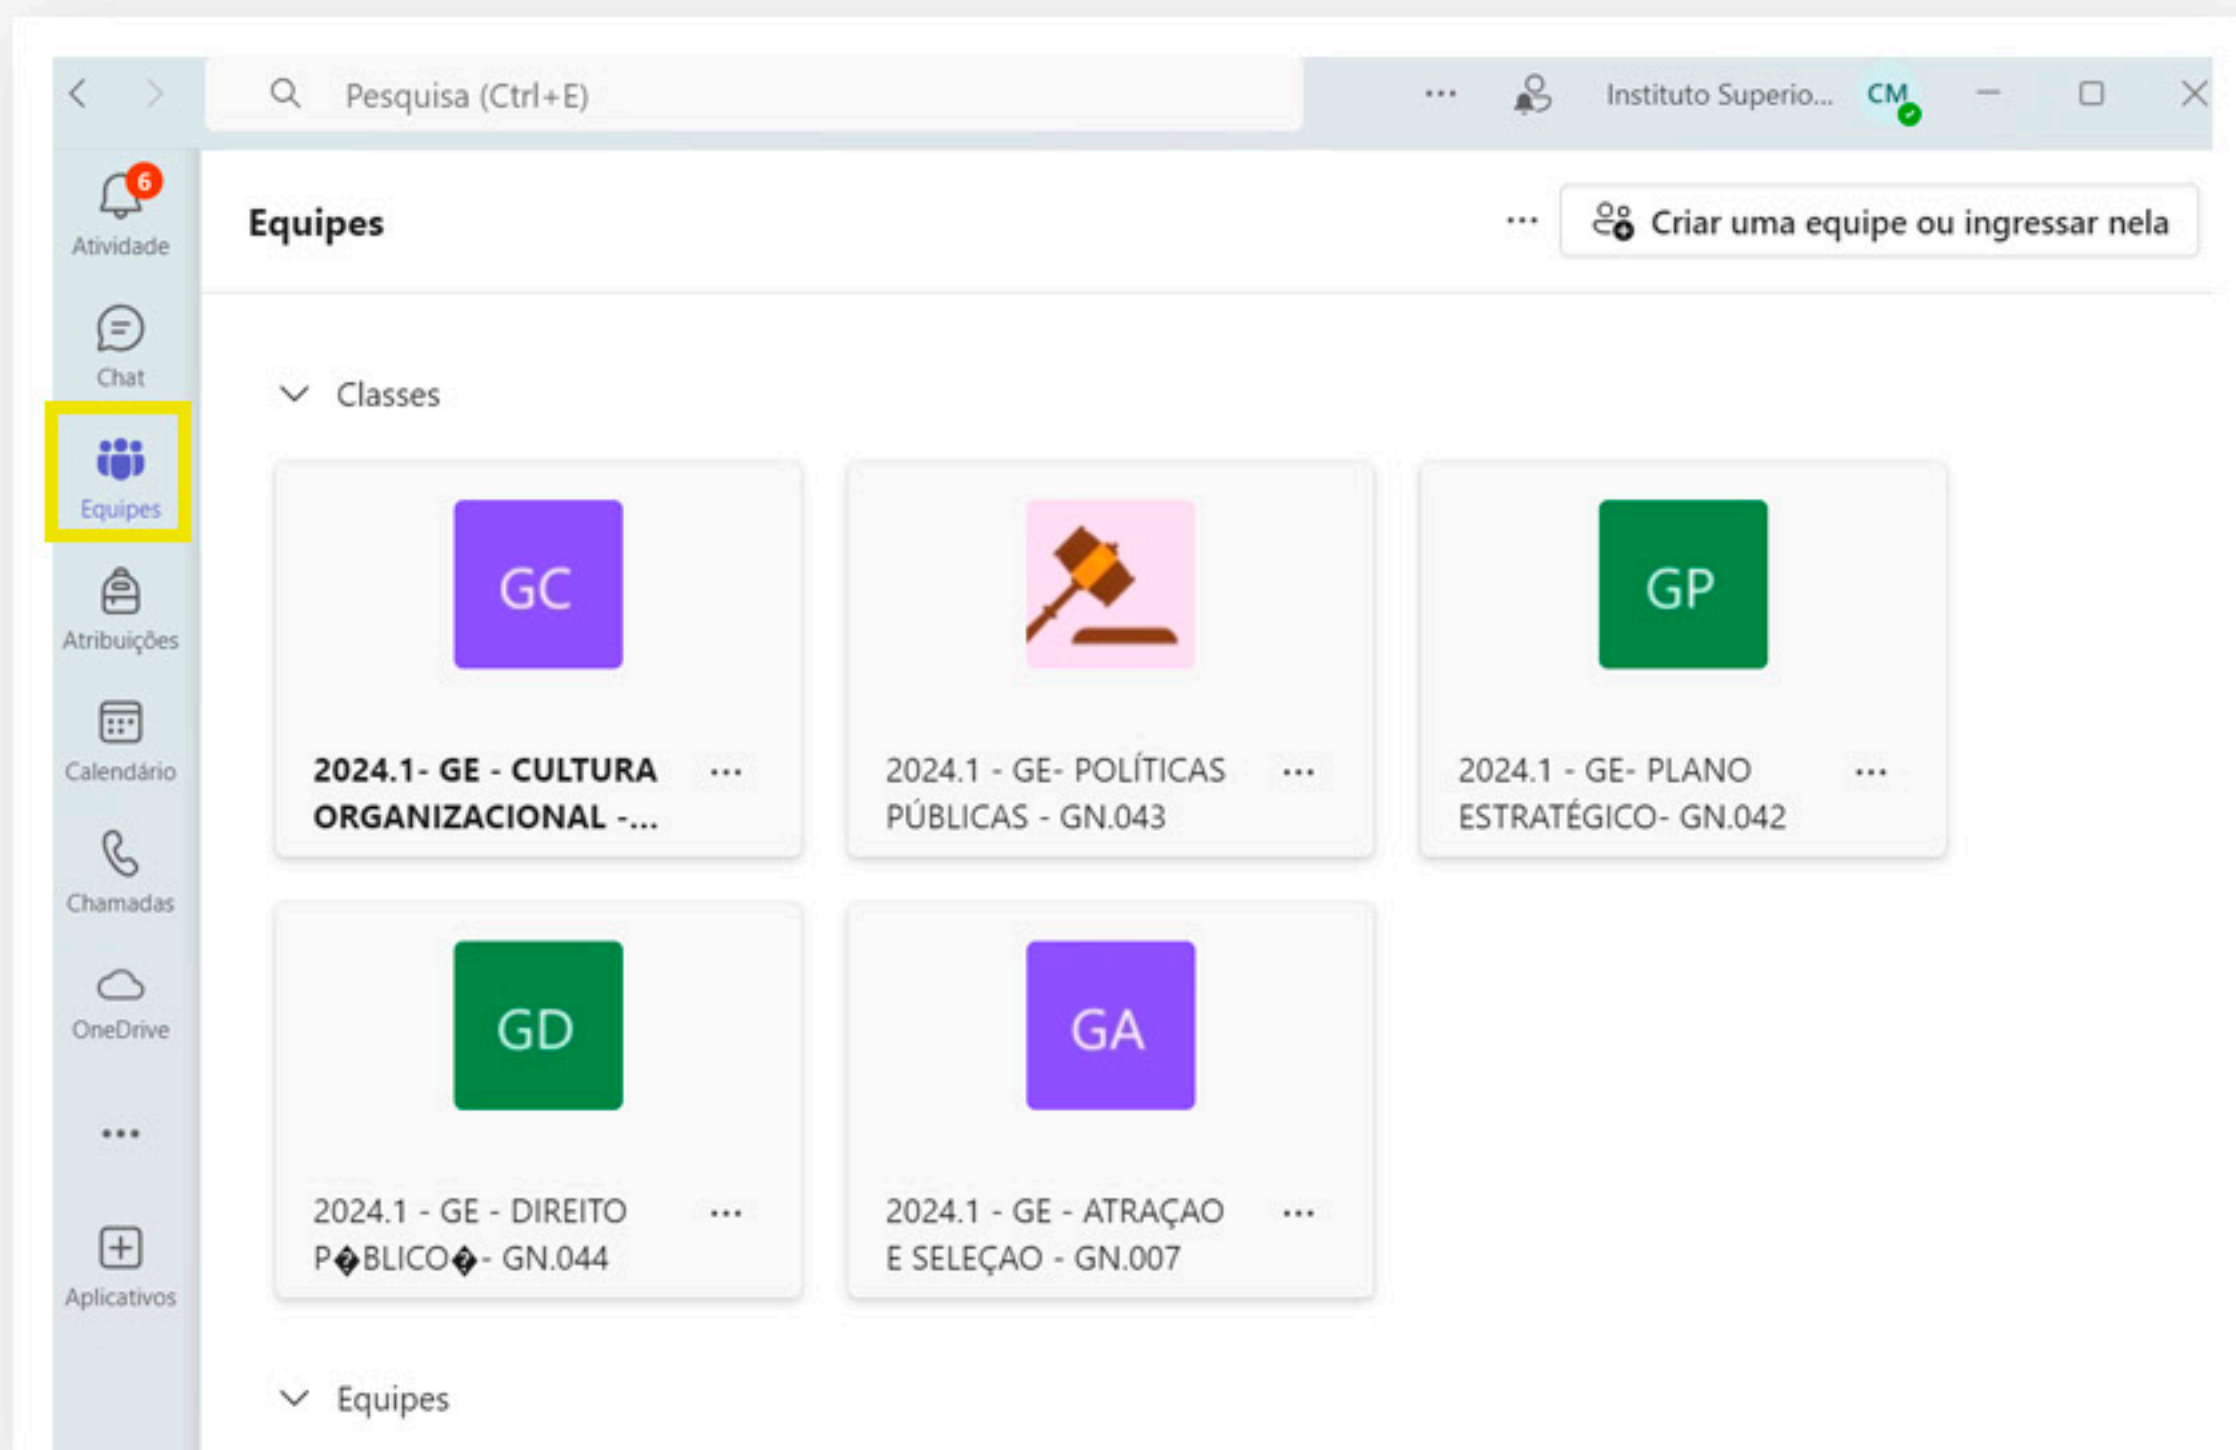 Pesquisa (Ctrl+E)
Instituto Superio...
CM
6
Atividade
Chat
Equipes
Atribuições
Calendário
Chamadas
OneDrive
Aplicativos
Equipes
Criar uma equipe ou ingressar nela
Classes
GC
2024.1- GE - CULTURA
ORGANIZACIONAL -...
2024.1 - GE- POLÍTICAS
PÚBLICAS - GN.043
GP
2024.1 - GE- PLANO
ESTRATÉGICO- GN.042
GD
2024.1 - GE - DIREITO
P�BLICO�- GN.044
GA
2024.1 - GE - ATRAÇAO
E SELEÇAO - GN.007
Equipes